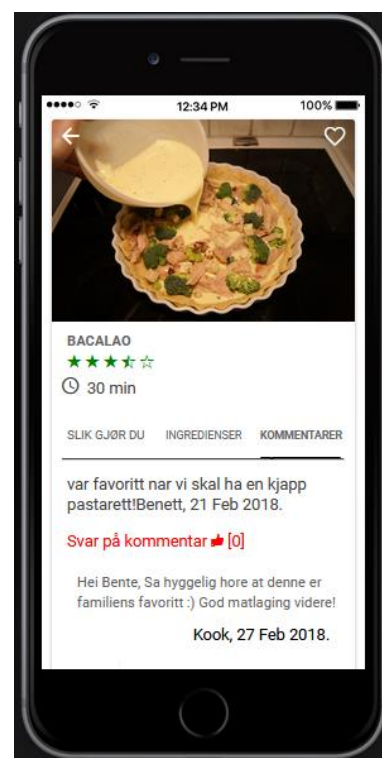 12:34 PM
100%
BACALAO
30 min
SLIK GJØR DU INGREDIENSER KOMMENTARER
var favoritt nar vi skal ha en kjapp
pastarett!Benett, 21 Feb 2018.
Svar på kommentar [0]
Hei Bente, Sa hyggelig hore at denne er
familiens favoritt :) God matlaging videre!
Kook, 27 Feb 2018.